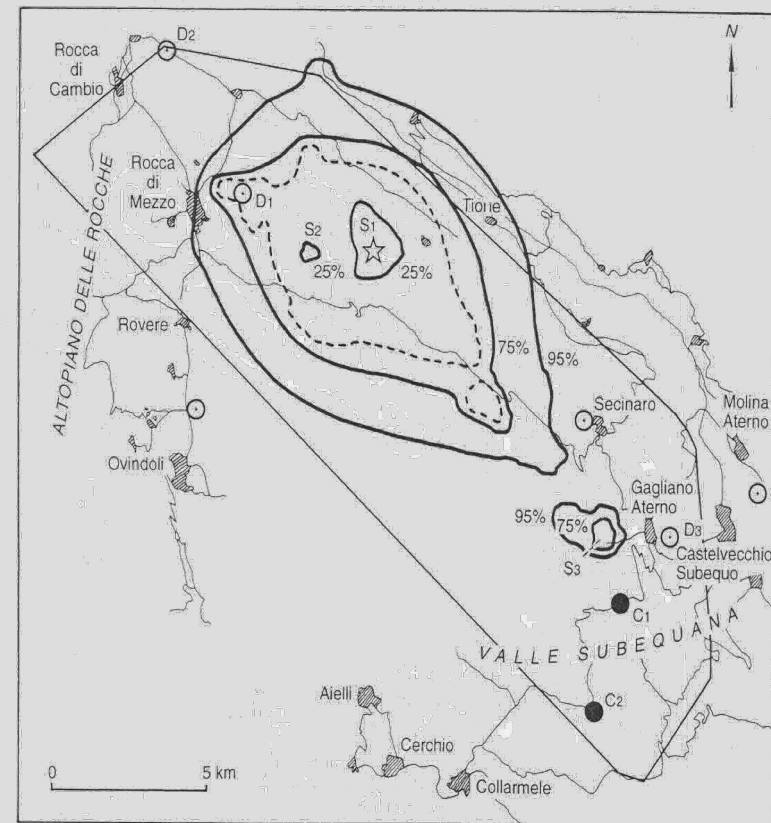 D2
N
Rocca
di
Cambio
ALTOPIANO DELLE ROCCHE
Rocca
di
Mezzo
D1
Tione
S2
S1
25%
25%
Rovere
75%
95%
Secinaro
Molina
Aterno
Ovindoli
Gagliano
Aterno
95%
75%
D3
S3
Castelvecchio
Subequo
C1
VALLE SUBEQUANA
Aielli
C2
Cerchio
0
5 km
Collarmele